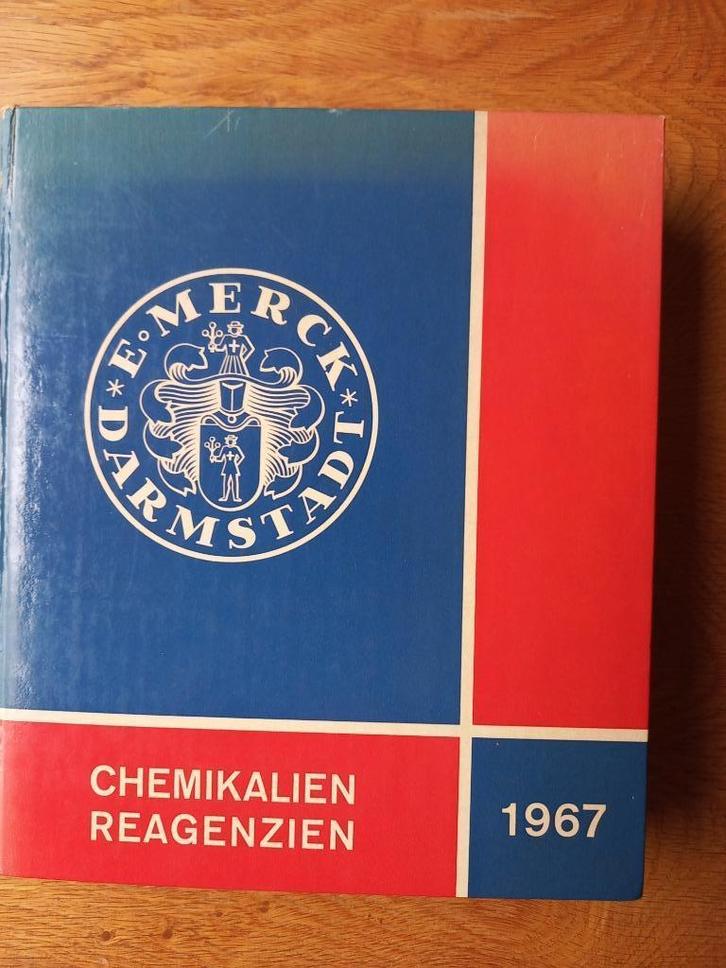 E·MERCK
*DARMSTADT*
CHEMIKALIEN
REAGENZIEN
1967